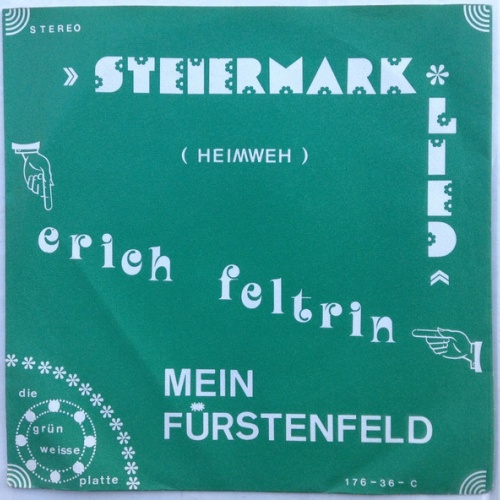 STEREO
»STEIERMARK*
LIED«
(HEIMWEH)
erich feltrin
MEIN
FÜRSTENFELD
die
grün
weisse
platte
176-36-C